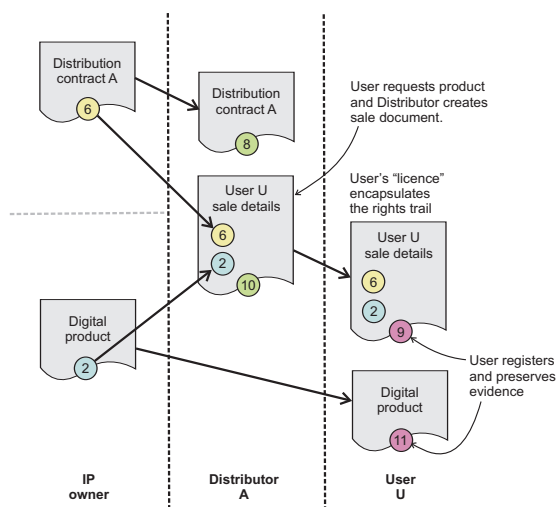 Distribution
contract A
6
Distribution
contract A
8
User requests product
and Distributor creates
sale document.
User U
sale details
6
2
10
User's “licence”
encapsulates
the rights trail
User U
sale details
6
2
9
Digital
product
2
User registers
and preserves
evidence
Digital
product
11
IP
owner
Distributor
A
User
U